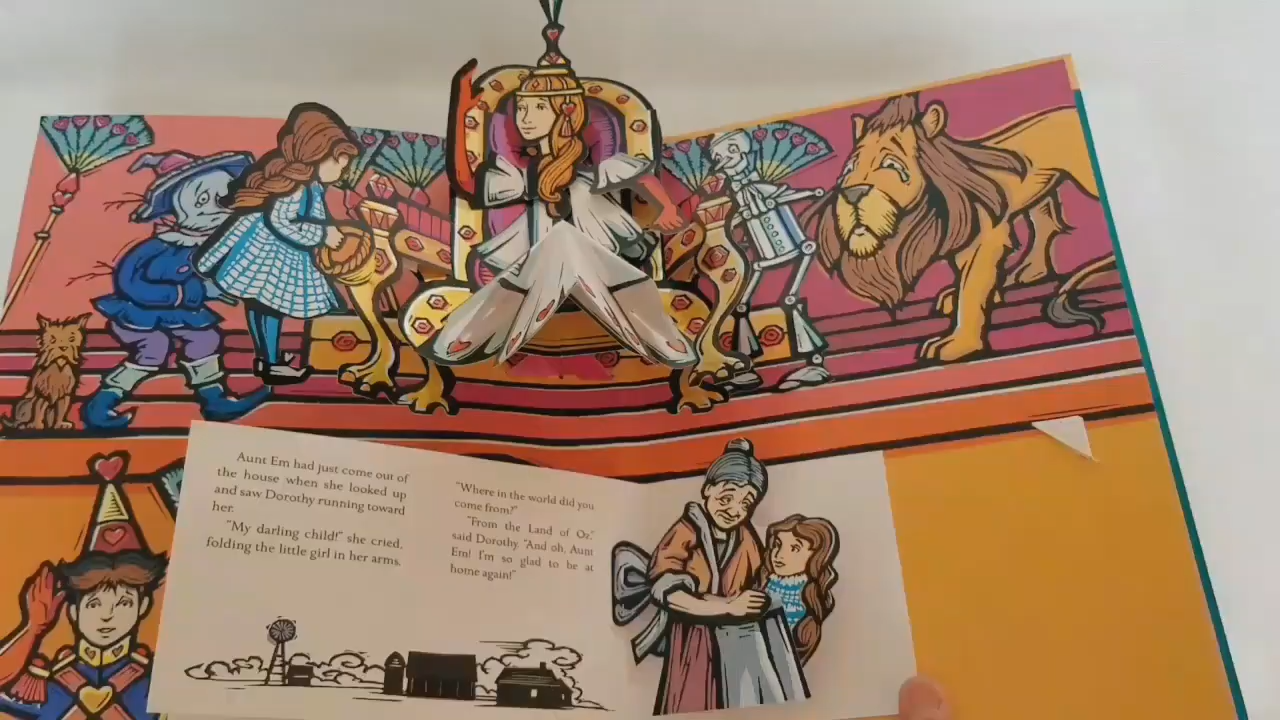 Aunt Em had just come out of
the house when she looked up
and saw Dorothy running toward
her.
"My darling child!" she cried,
folding the little girl in her arms.
"Where in the world did you
come from?"
"From the Land of Oz,"
said Dorothy. "And oh, Aunt
Em! I'm so glad to be at
home again!"